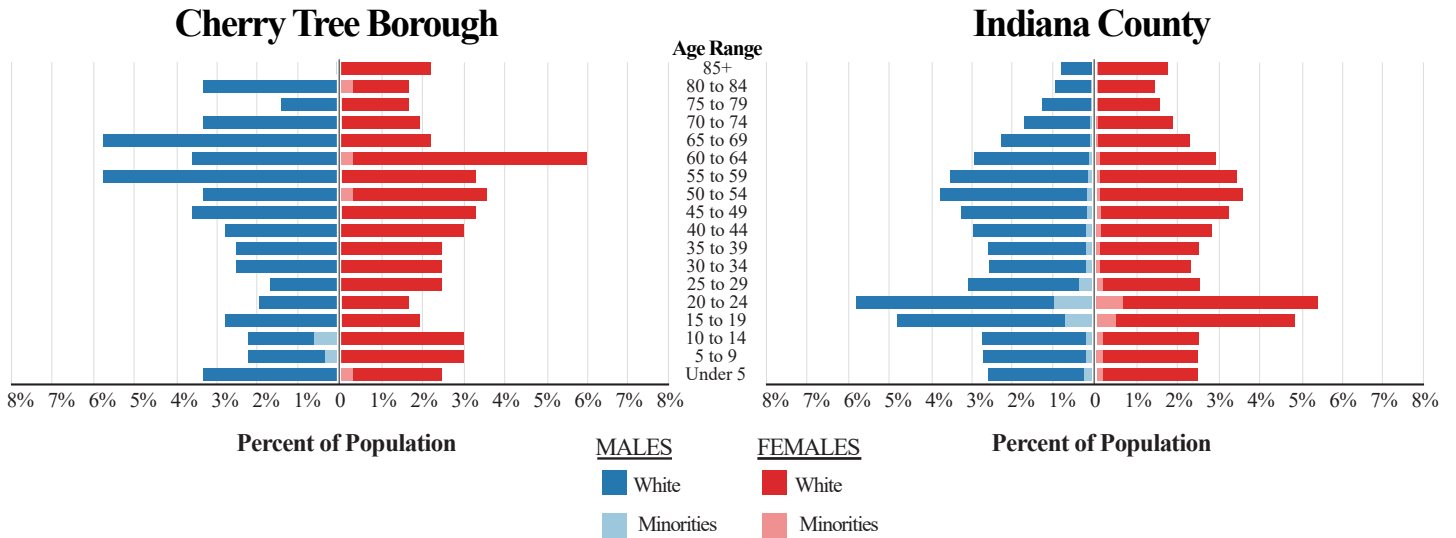 Cherry Tree Borough
Indiana County
Age Range
85+
80 to 84
75 to 79
70 to 74
65 to 69
60 to 64
55 to 59
50 to 54
45 to 49
40 to 44
35 to 39
30 to 34
25 to 29
20 to 24
15 to 19
10 to 14
5 to 9
Under 5
8% 7% 6% 5% 4% 3% 2% 1% 0 1% 2% 3% 4% 5% 6% 7% 8%
8% 7% 6% 5% 4% 3% 2% 1% 0 1% 2% 3% 4% 5% 6% 7% 8%
Percent of Population
Percent of Population
MALES
FEMALES
White
White
Minorities
Minorities